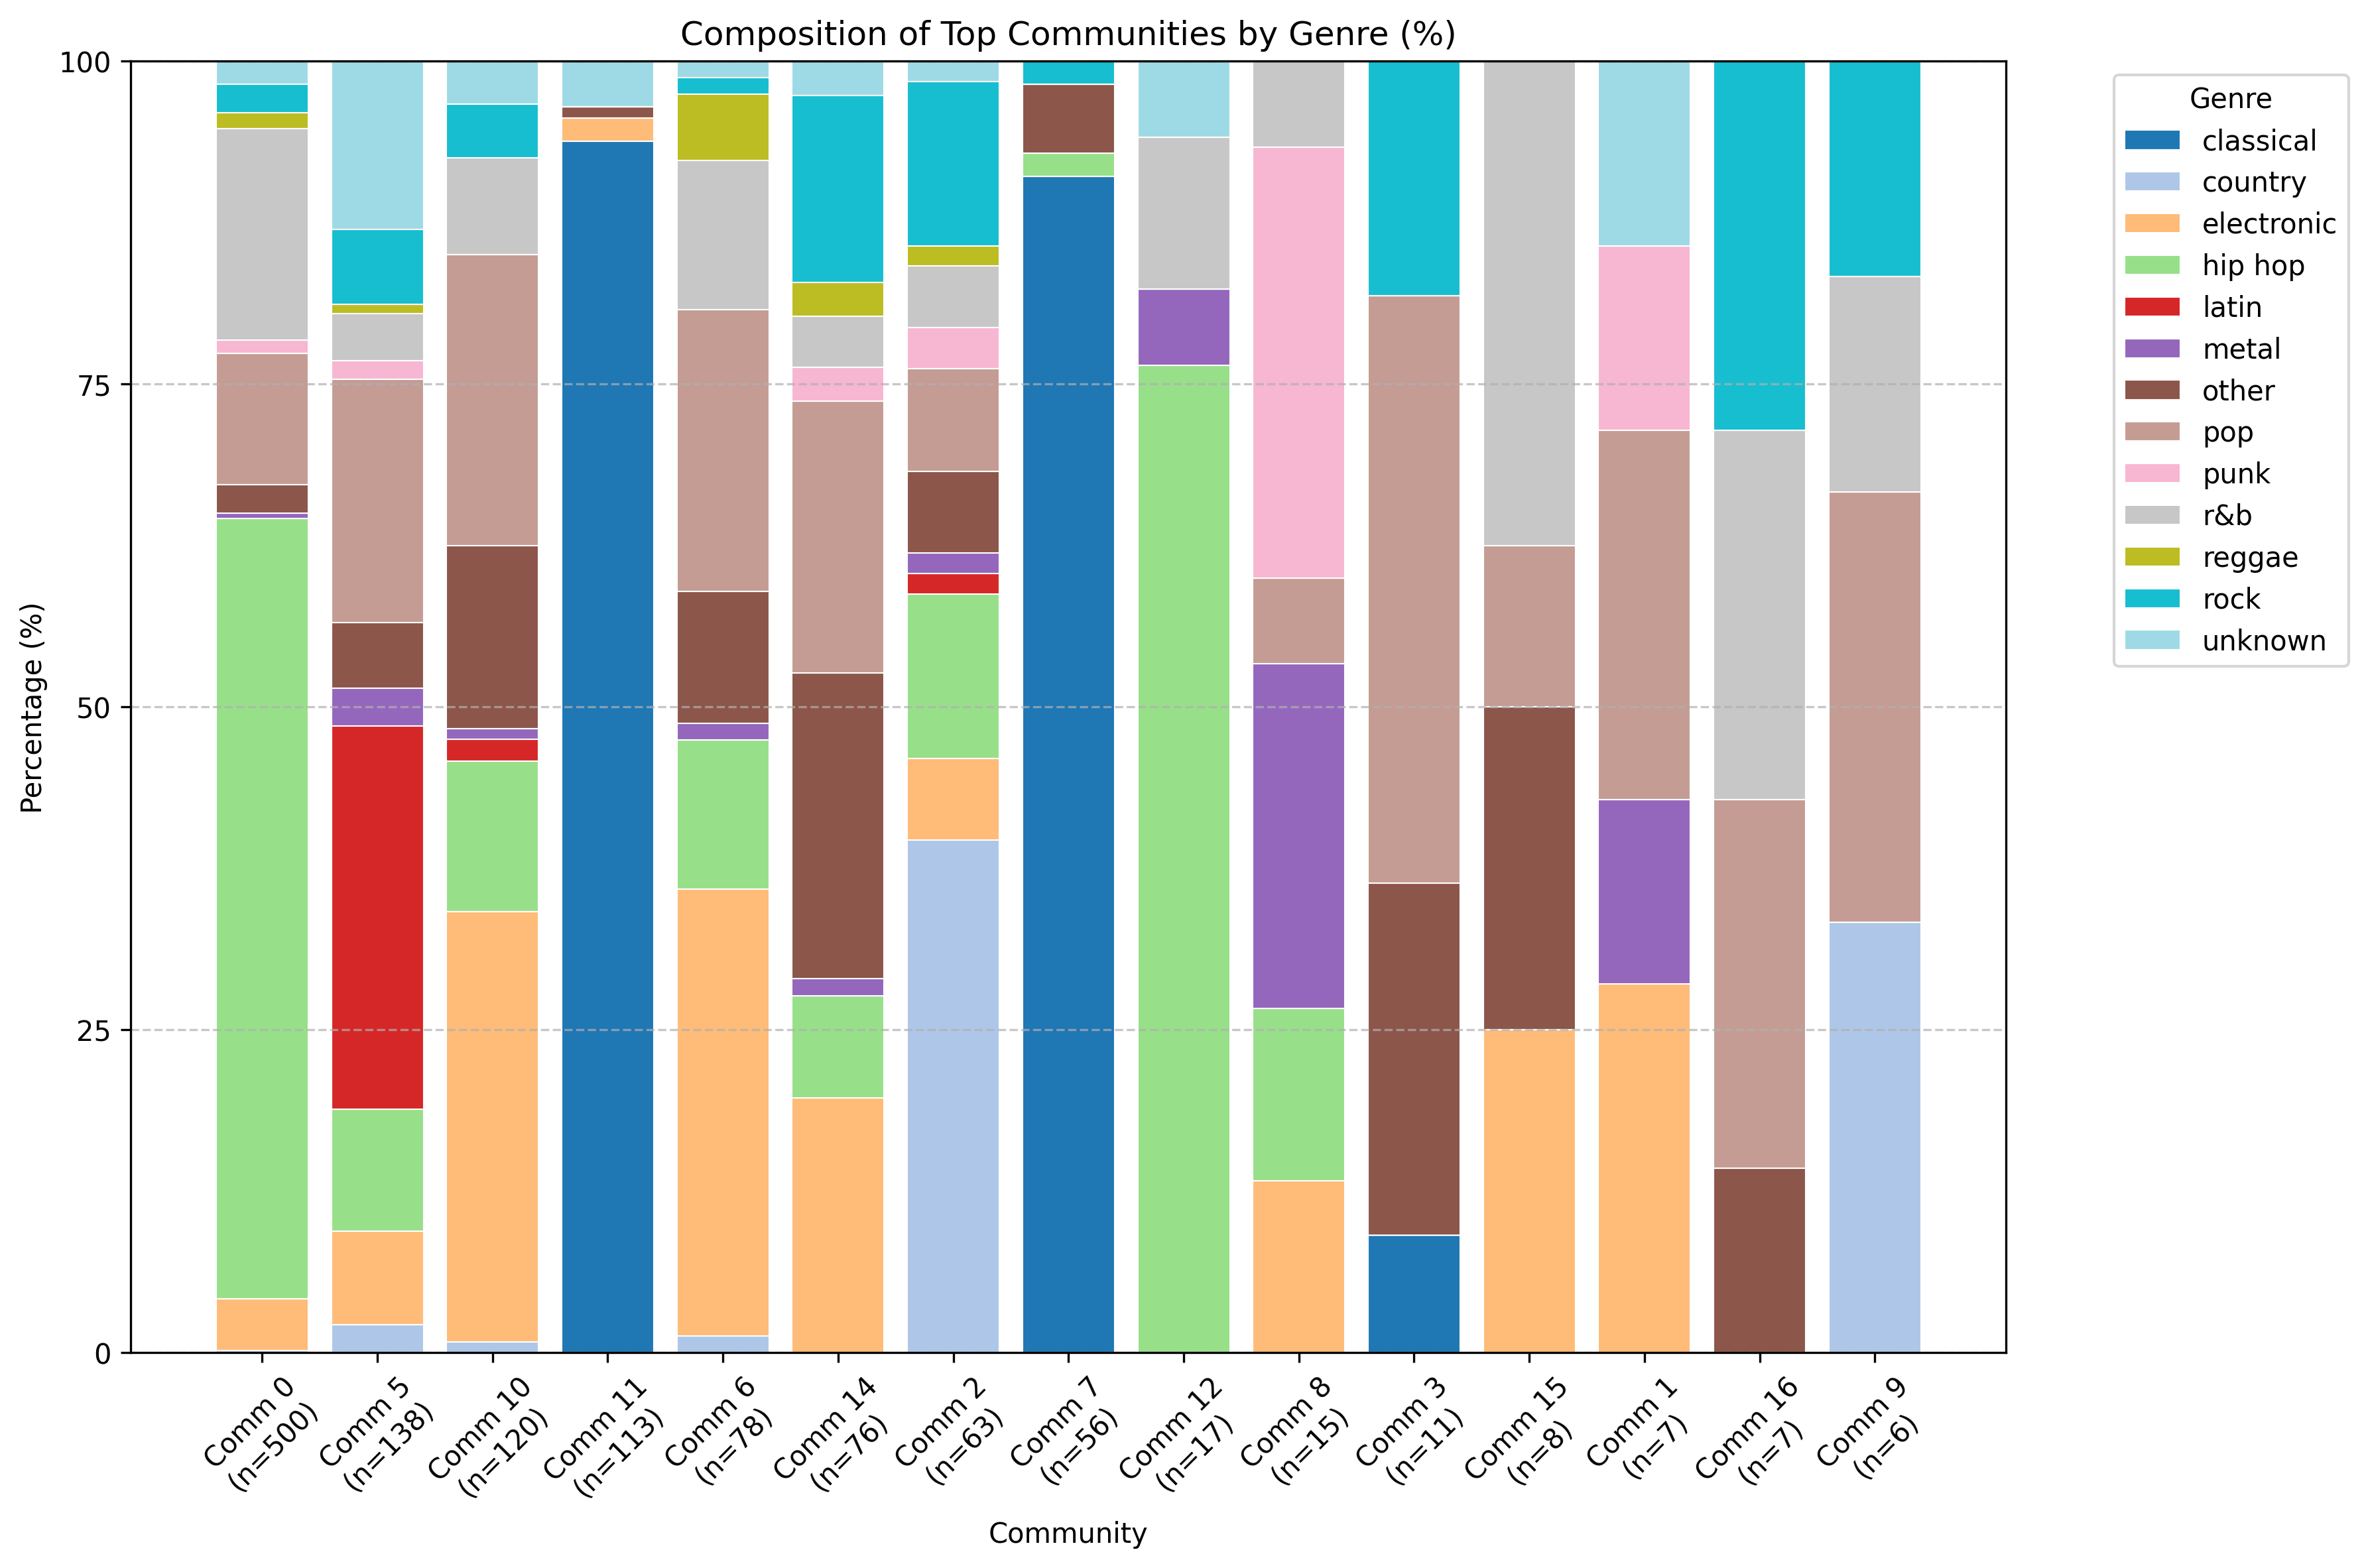 Composition of Top Communities by Genre (%)
Percentage (%)
100
75
50
25
0
Comm 0
(n=500)
Comm 5
(n=138)
Comm 10
(n=120)
Comm 11
(n=113)
Comm 6
(n=78)
Comm 14
(n=76)
Comm 2
(n=63)
Comm 7
(n=56)
Comm 12
(n=17)
Comm 8
(n=15)
Comm 3
(n=11)
Comm 15
(n=8)
Comm 1
(n=7)
Comm 16
(n=7)
Comm 9
(n=6)
Community
Genre
classical
country
electronic
hip hop
latin
metal
other
pop
punk
r&b
reggae
rock
unknown